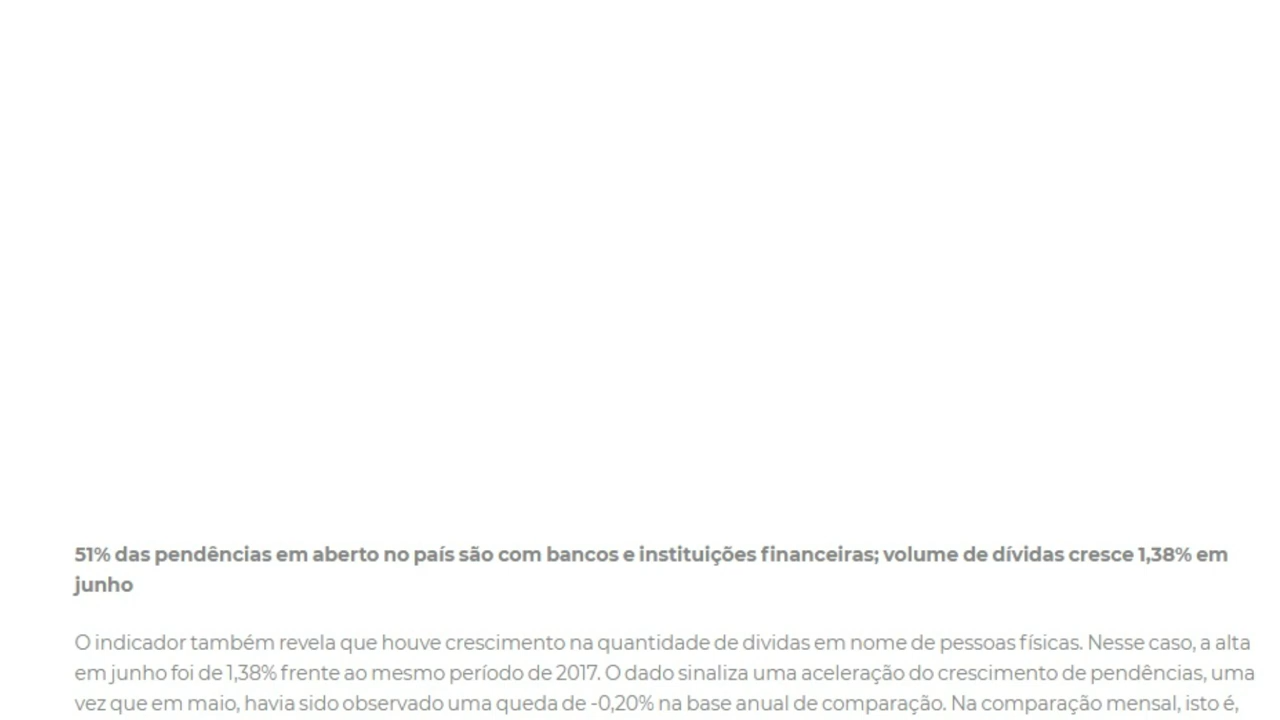 51% das pendências em aberto no país são com bancos e instituições financeiras; volume de dívidas cresce 1,38% em
junho
O indicador também revela que houve crescimento na quantidade de dividas em nome de pessoas físicas. Nesse caso, a alta
em junho foi de 1,38% frente ao mesmo período de 2017. O dado sinaliza uma aceleração do crescimento de pendências, uma
vez que em maio, havia sido observado uma queda de -0,20% na base anual de comparação. Na comparação mensal, isto é,